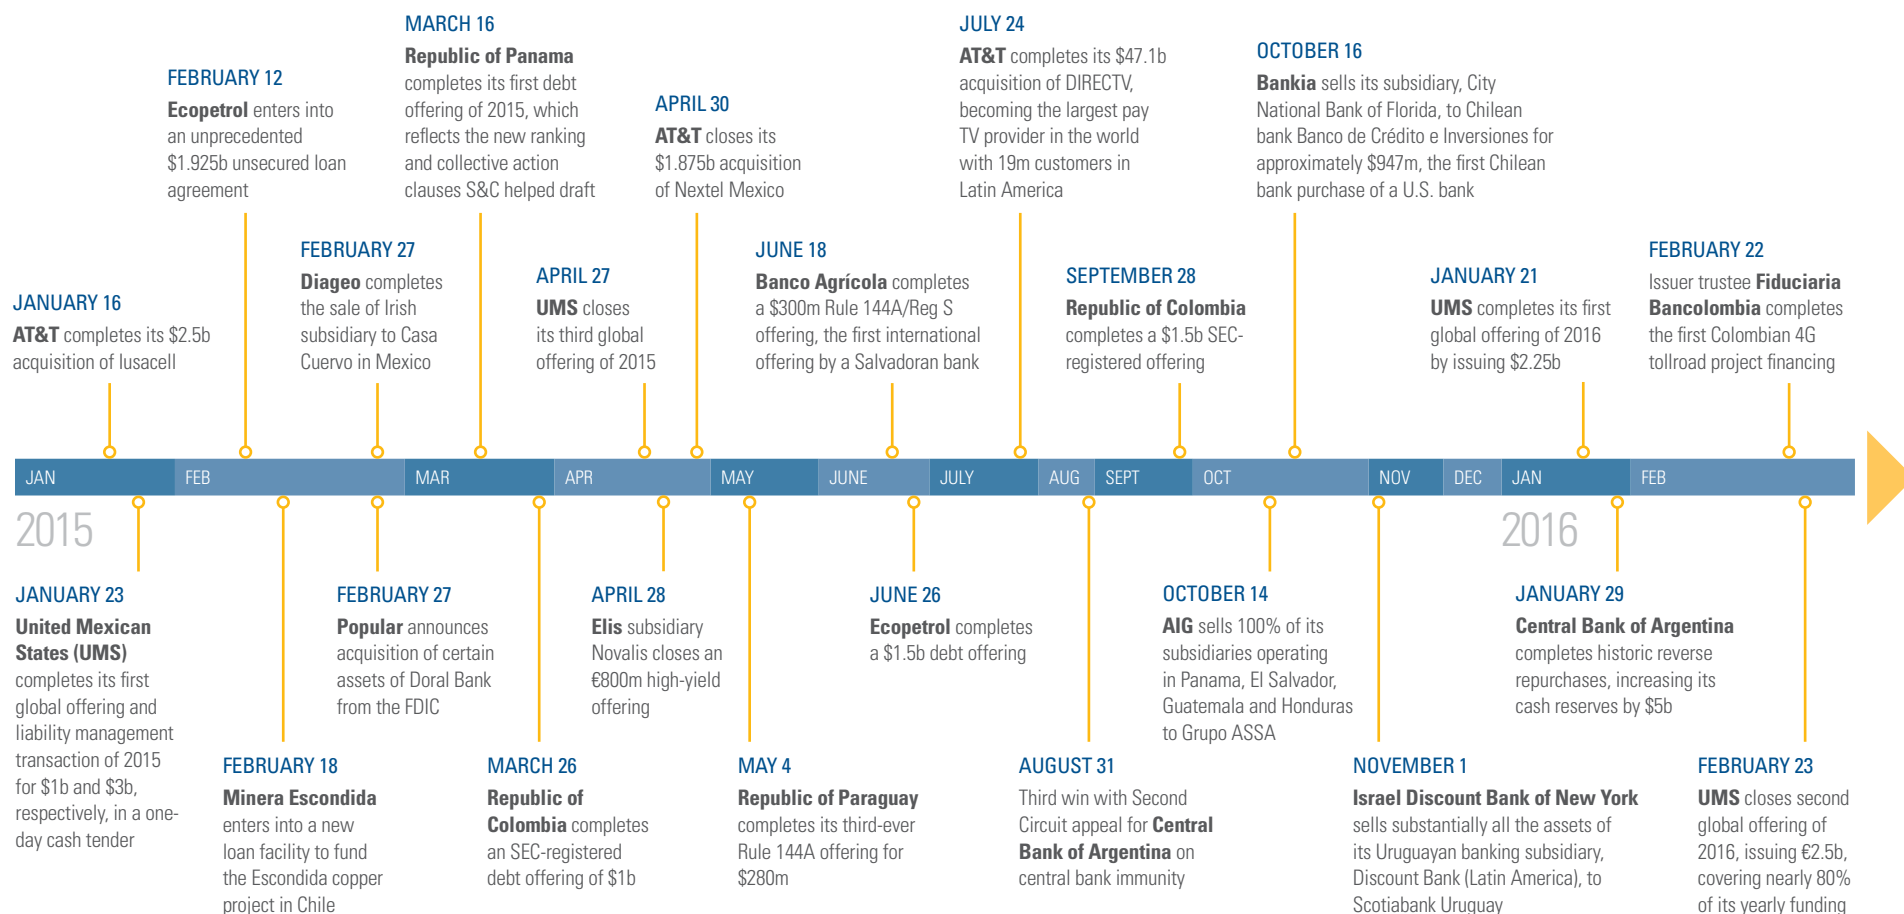 MARCH 16
Republic of Panama
completes its first debt
offering of 2015, which
reflects the new ranking
and collective action
clauses S&C helped draft
JULY 24
AT&T completes its $47.1b
acquisition of DIRECTV,
becoming the largest pay
TV provider in the world
with 19m customers in
Latin America
OCTOBER 16
Bankia sells its subsidiary, City
National Bank of Florida, to Chilean
bank Banco de Crédito e Inversiones for
approximately $947m, the first Chilean
bank purchase of a U.S. bank
FEBRUARY 12
Ecopetrol enters into
an unprecedented
$1.925b unsecured loan
agreement
APRIL 30
AT&T closes its
$1.875b acquisition
of Nextel Mexico
JANUARY 16
AT&T completes its $2.5b
acquisition of Iusacell
FEBRUARY 27
Diageo completes
the sale of Irish
subsidiary to Casa
Cuervo in Mexico
APRIL 27
UMS closes
its third global
offering of 2015
JUNE 18
Banco Agrícola completes
a $300m Rule 144A/Reg S
offering, the first international
offering by a Salvadoran bank
SEPTEMBER 28
Republic of Colombia
completes a $1.5b SEC-
registered offering
JANUARY 21
UMS completes its first
global offering of 2016
by issuing $2.25b
FEBRUARY 22
Issuer trustee Fiduciaria
Bancolombia completes
the first Colombian 4G
tollroad project financing
JAN FEB MAR APR MAY JUNE JULY AUG SEPT OCT NOV DEC JAN FEB
2015 2016
JANUARY 23
United Mexican
States (UMS)
completes its first
global offering and
liability management
transaction of 2015
for $1b and $3b,
respectively, in a one-
day cash tender
FEBRUARY 18
Minera Escondida
enters into a new
loan facility to fund
the Escondida copper
project in Chile
FEBRUARY 27
Popular announces
acquisition of certain
assets of Doral Bank
from the FDIC
MARCH 26
Republic of
Colombia completes
an SEC-registered
debt offering of $1b
APRIL 28
Elis subsidiary
Novalis closes an
€800m high-yield
offering
MAY 4
Republic of Paraguay
completes its third-ever
Rule 144A offering for
$280m
JUNE 26
Ecopetrol completes
a $1.5b debt offering
AUGUST 31
Third win with Second
Circuit appeal for Central
Bank of Argentina on
central bank immunity
OCTOBER 14
AIG sells 100% of its
subsidiaries operating
in Panama, El Salvador,
Guatemala and Honduras
to Grupo ASSA
NOVEMBER 1
Israel Discount Bank of New York
sells substantially all the assets of
its Uruguayan banking subsidiary,
Discount Bank (Latin America), to
Scotiabank Uruguay
JANUARY 29
Central Bank of Argentina
completes historic reverse
repurchases, increasing its
cash reserves by $5b
FEBRUARY 23
UMS closes second
global offering of
2016, issuing €2.5b,
covering nearly 80%
of its yearly funding